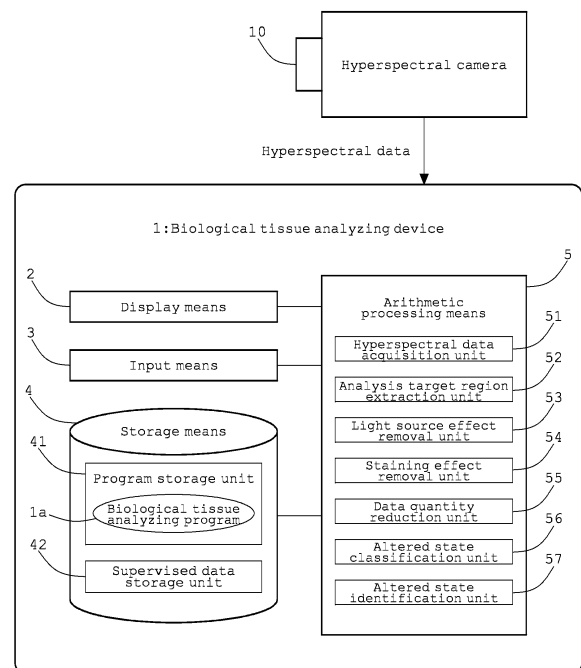 10
Hyperspectral camera
Hyperspectral data
1:Biological tissue analyzing device
2
Display means
3
Input means
4
Storage means
41
Program storage unit
1a
Biological tissue
analyzing program
42
Supervised data
storage unit
5
Arithmetic
processing means
51
Hyperspectral data
acquisition unit
52
Analysis target region
extraction unit
53
Light source effect
removal unit
54
Staining effect
removal unit
55
Data quantity
reduction unit
56
Altered state
classification unit
57
Altered state
identification unit